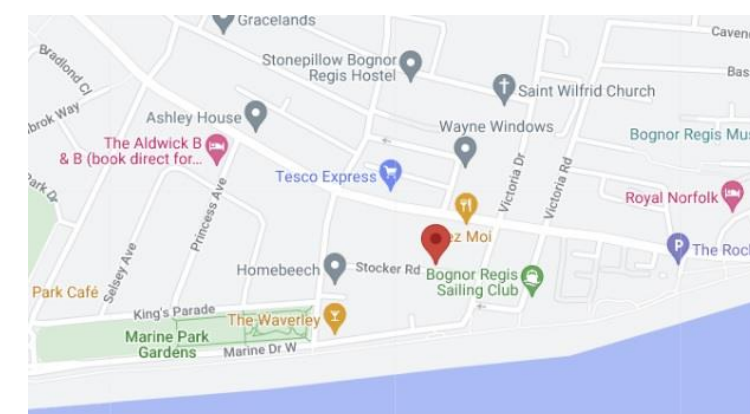 Gracelands
Caven
Bradlond Cl
Stonepillow Bognor
Regis Hostel
Bas
Saint Wilfrid Church
brok Way
Ashley House
Wayne Windows
Bognor Regis Mus
The Aldwick B
& B (book direct for...
Tesco Express
Park Dr
Princess Ave
Victoria Dr
Victoria Rd
Royal Norfolk
ez Moi
Selsey Ave
P
The Rock
Homebeech
Stocker Rd
Bognor Regis
Sailing Club
Park Café
King's Parade
The Waverley
Marine Park
Gardens
Marine Dr W